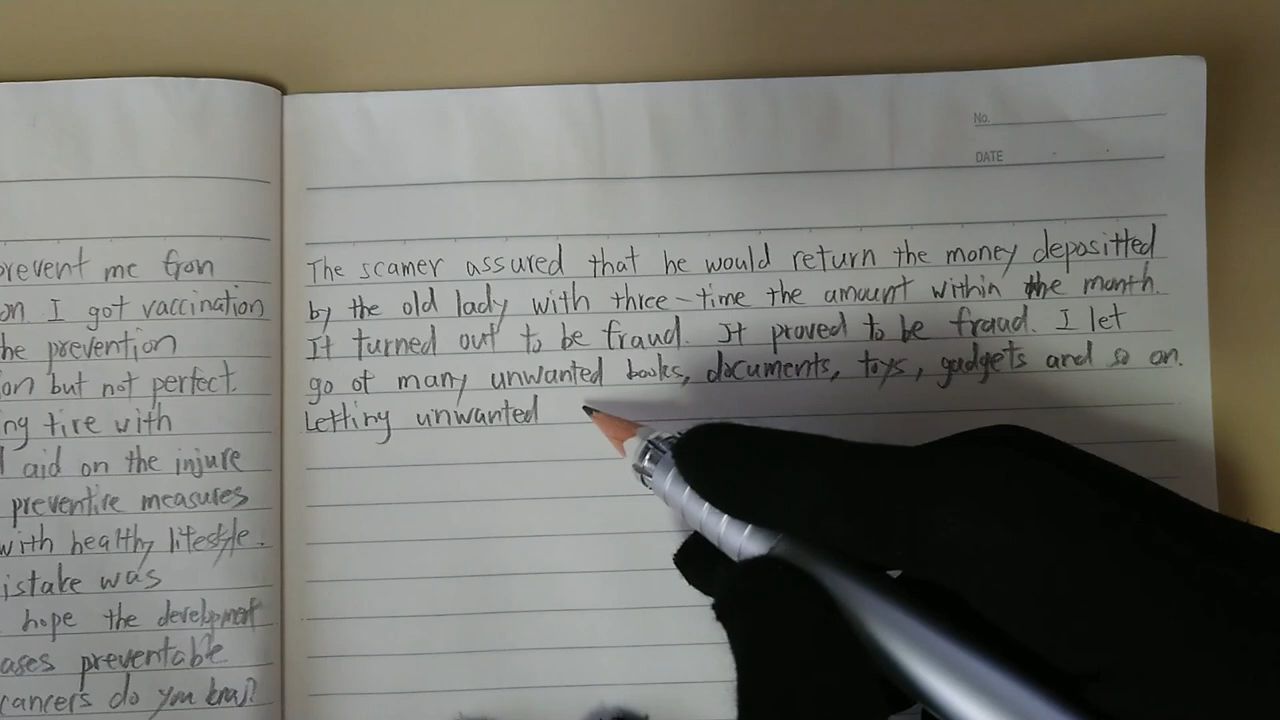 No.
DATE
prevent me fron
on I got vaccination
he prevention
on but not perfect.
ng tire with
aid on the injure
preventive measures
with healthy lifestyle.
istake was
hope the development
ases preventable
cancers do you know?
The scamer assured that he would return the money depositted
by the old lady with three-time the amount within the month.
It turned out to be fraud. It proved to be fraud. I let
go of many unwanted books, documents, toys, gadgets and so on.
Letting unwanted